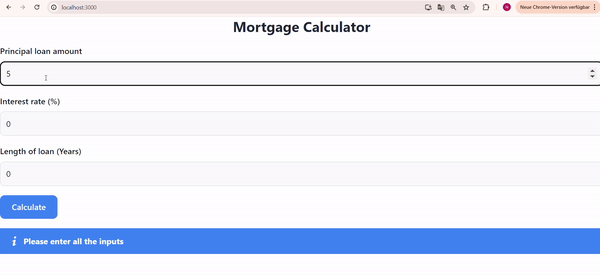 localhost:3000
Neue Chrome-Version verfügbar
Mortgage Calculator
Principal loan amount
5
Interest rate (%)
0
Length of loan (Years)
0
Calculate
Please enter all the inputs